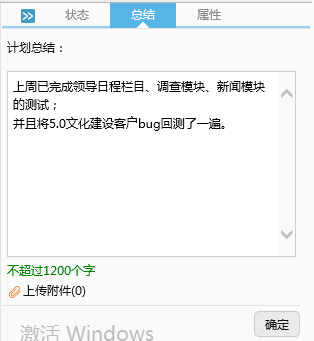 状态 总结 属性
计划总结：
上周已完成领导日程栏目、调查模块、新闻模块
的测试；
并且将5.0文化建设客户bug回测了一遍。
不超过1200个字
上传附件(0)
确定
激活 Windows